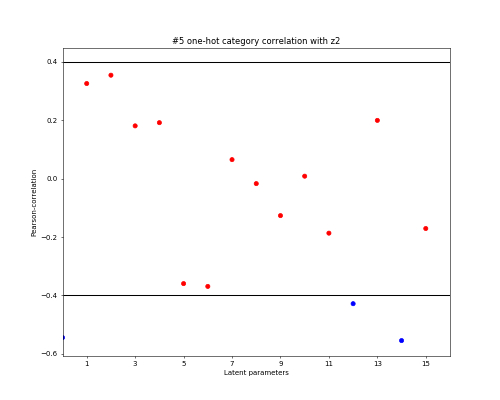 #5 one-hot category correlation with z2
0.4
0.2
0.0
−0.2
−0.4
−0.6
Pearson-correlation
1 3 5 7 9 11 13 15
Latent parameters